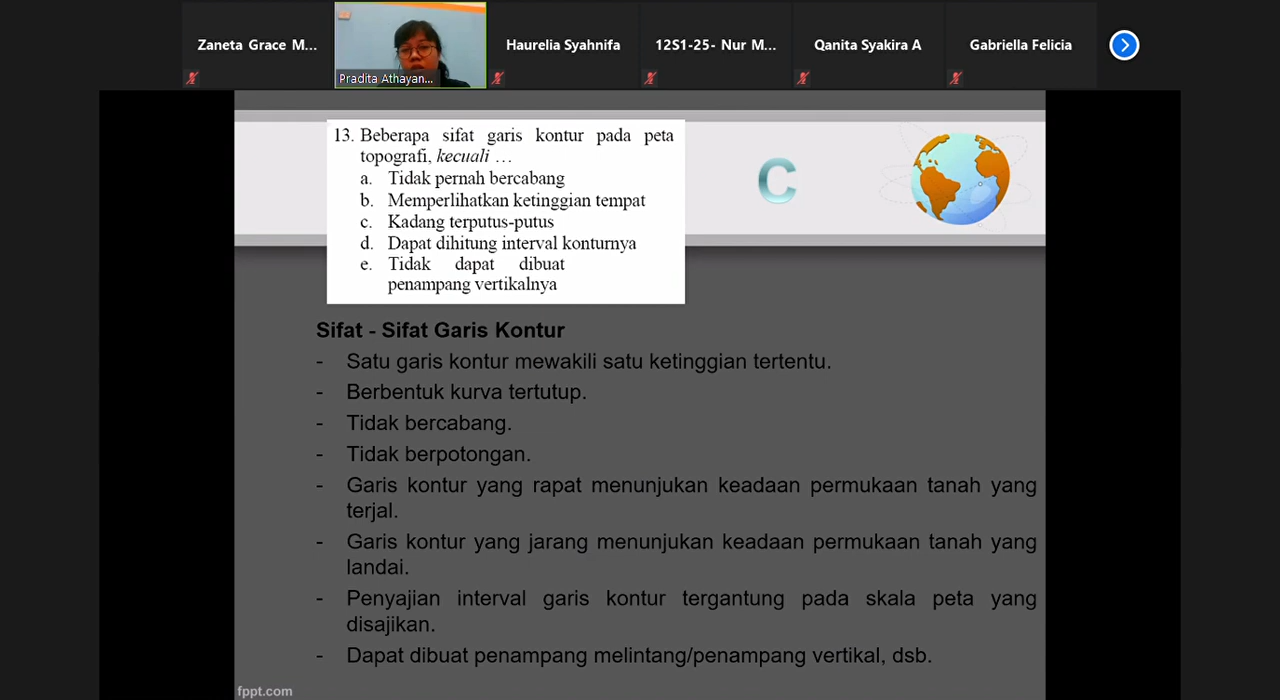 Zaneta Grace M...
Pradita Athayan...
Haurelia Syahnifa
12S1-25- Nur M...
Qanita Syakira A
Gabriella Felicia
13. Beberapa sifat garis kontur pada peta
topografi, kecuali ...
a. Tidak pernah bercabang
b. Memperlihatkan ketinggian tempat
c. Kadang terputus-putus
d. Dapat dihitung interval konturnya
e. Tidak dapat dibuat
penampang vertikalnya
C
Sifat - Sifat Garis Kontur
- Satu garis kontur mewakili satu ketinggian tertentu.
- Berbentuk kurva tertutup.
- Tidak bercabang.
- Tidak berpotongan.
- Garis kontur yang rapat menunjukan keadaan permukaan tanah yang
terjal.
- Garis kontur yang jarang menunjukan keadaan permukaan tanah yang
landai.
- Penyajian interval garis kontur tergantung pada skala peta yang
disajikan.
- Dapat dibuat penampang melintang/penampang vertikal, dsb.
fppt.com